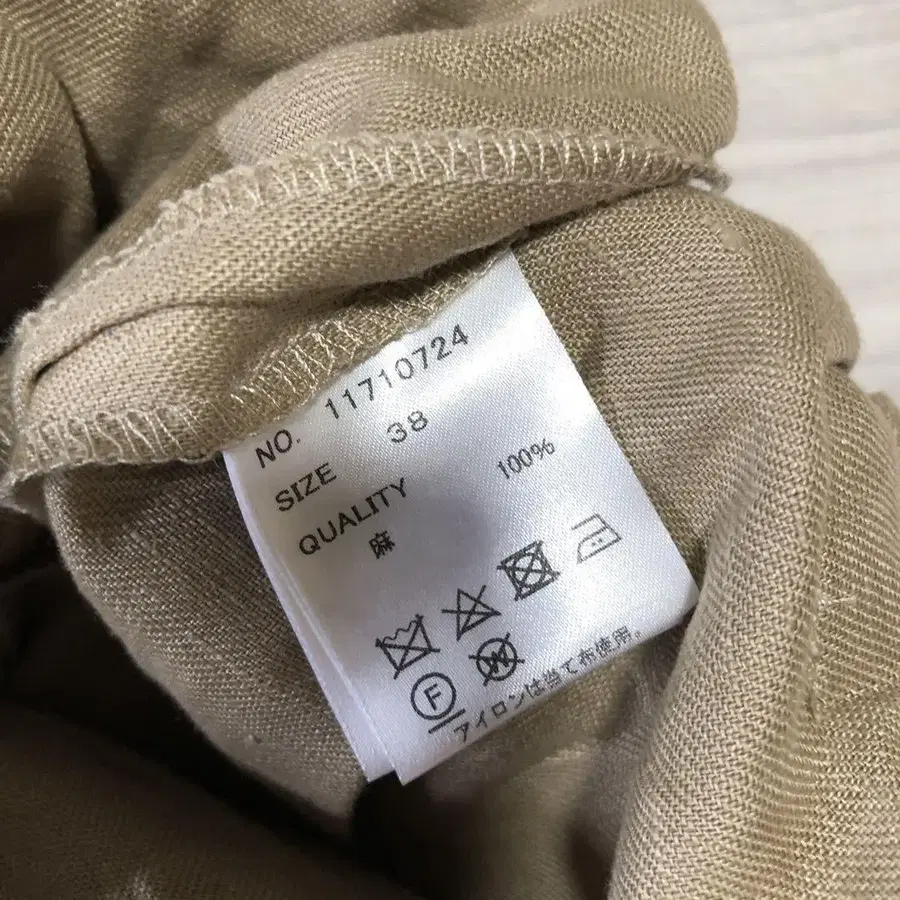 NO. 11710724
SIZE 38
QUALITY
麻 100%
F W
アイロンは当て布使用。